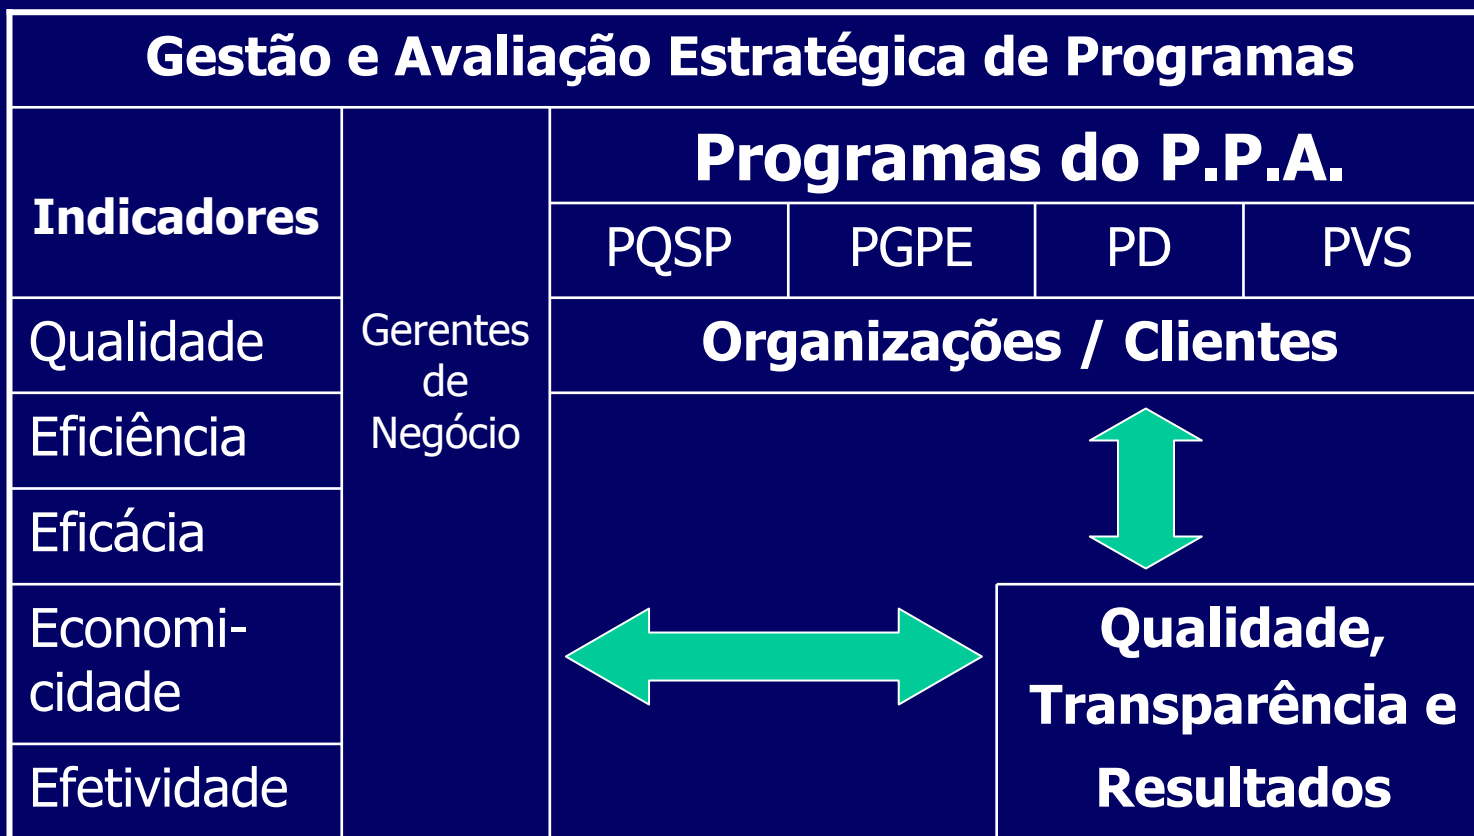 Gestão e Avaliação Estratégica de Programas
Indicadores
Gerentes
de
Negócio
Programas do P.P.A.
PQSP PGPE PD PVS
Organizações / Clientes
Qualidade
Eficiência
Eficácia
Economi-
cidade
Efetividade
Qualidade,
Transparência e
Resultados